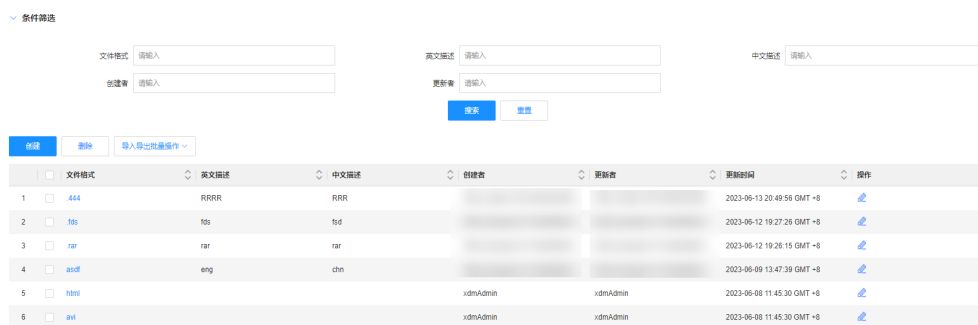 条件筛选
文件格式 请输入 英文描述 请输入 中文描述 请输入
创建者 请输入 更新者 请输入
搜索 重置
创建 删除 导入导出批量操作
文件格式 英文描述 中文描述 创建者 更新者 更新时间 操作
1 .444 RRRR RRR 2023-06-13 20:49:56 GMT +8
2 .fds fds fsd 2023-06-12 19:27:26 GMT +8
3 .rar rar rar 2023-06-12 19:26:15 GMT +8
4 asdf eng chn 2023-06-09 13:47:39 GMT +8
5 html xdmAdmin xdmAdmin 2023-06-08 11:45:30 GMT +8
6 avi xdmAdmin xdmAdmin 2023-06-08 11:45:30 GMT +8